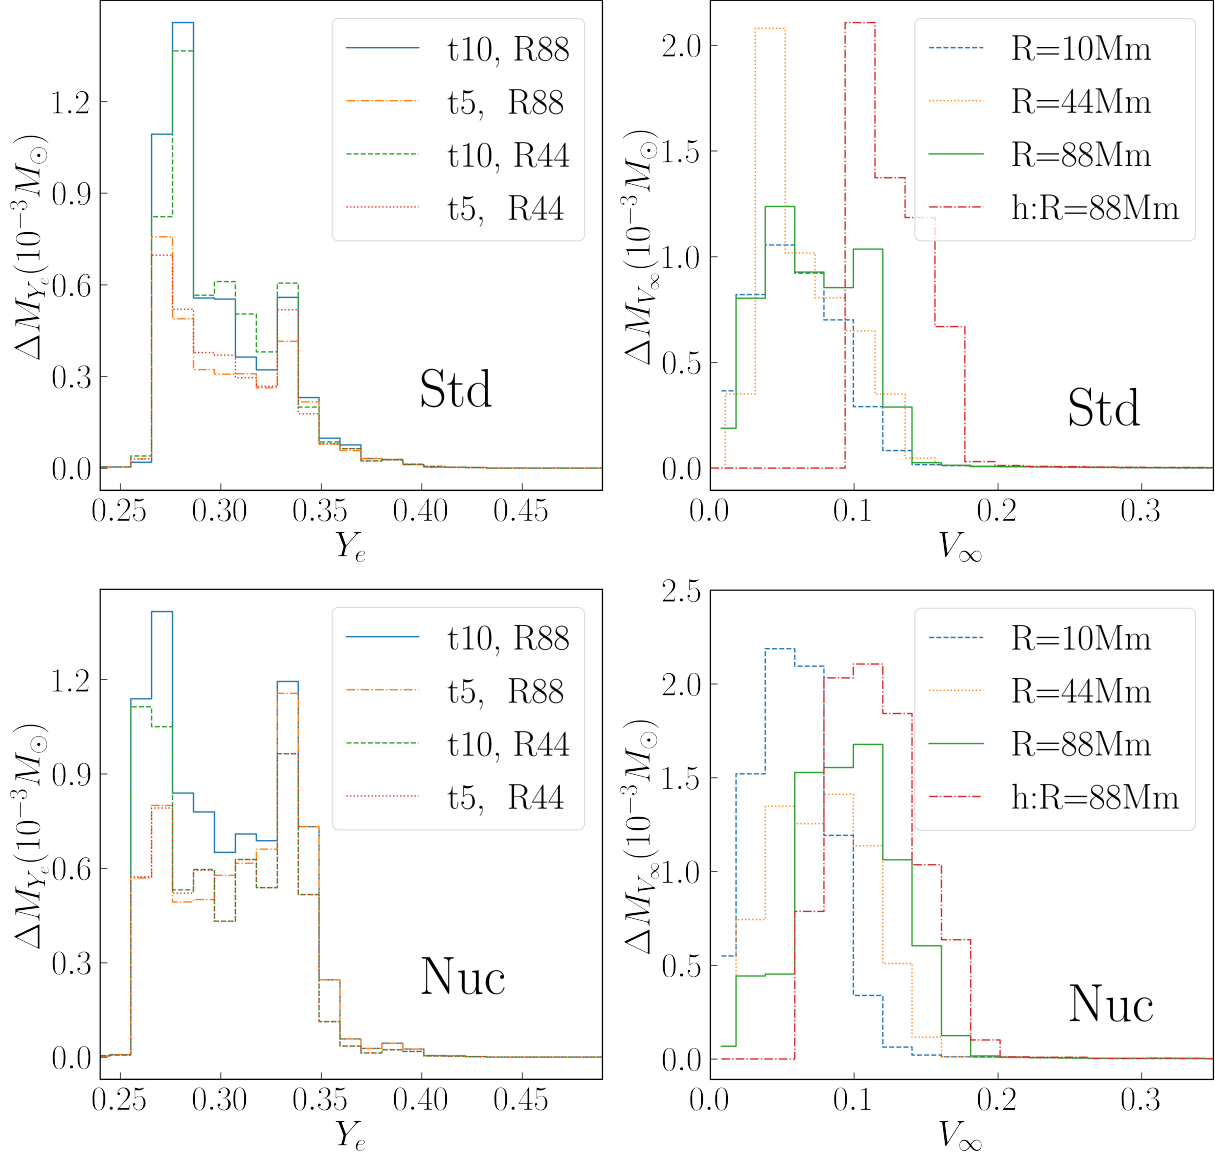 t10, R88
t5, R88
t10, R44
t5, R44
1.2
0.9
0.6
0.3
0.0
ΔM_{Y_e}(10^{-3}M_⊙)
Std
0.25 0.30 0.35 0.40 0.45
Y_e
R=10Mm
R=44Mm
R=88Mm
h:R=88Mm
2.0
1.5
1.0
0.5
0.0
ΔM_{V_∞}(10^{-3}M_⊙)
Std
0.0 0.1 0.2 0.3
V_∞
t10, R88
t5, R88
t10, R44
t5, R44
1.2
0.9
0.6
0.3
0.0
ΔM_{Y_e}(10^{-3}M_⊙)
Nuc
0.25 0.30 0.35 0.40 0.45
Y_e
R=10Mm
R=44Mm
R=88Mm
h:R=88Mm
2.5
2.0
1.5
1.0
0.5
0.0
ΔM_{V_∞}(10^{-3}M_⊙)
Nuc
0.0 0.1 0.2 0.3
V_∞